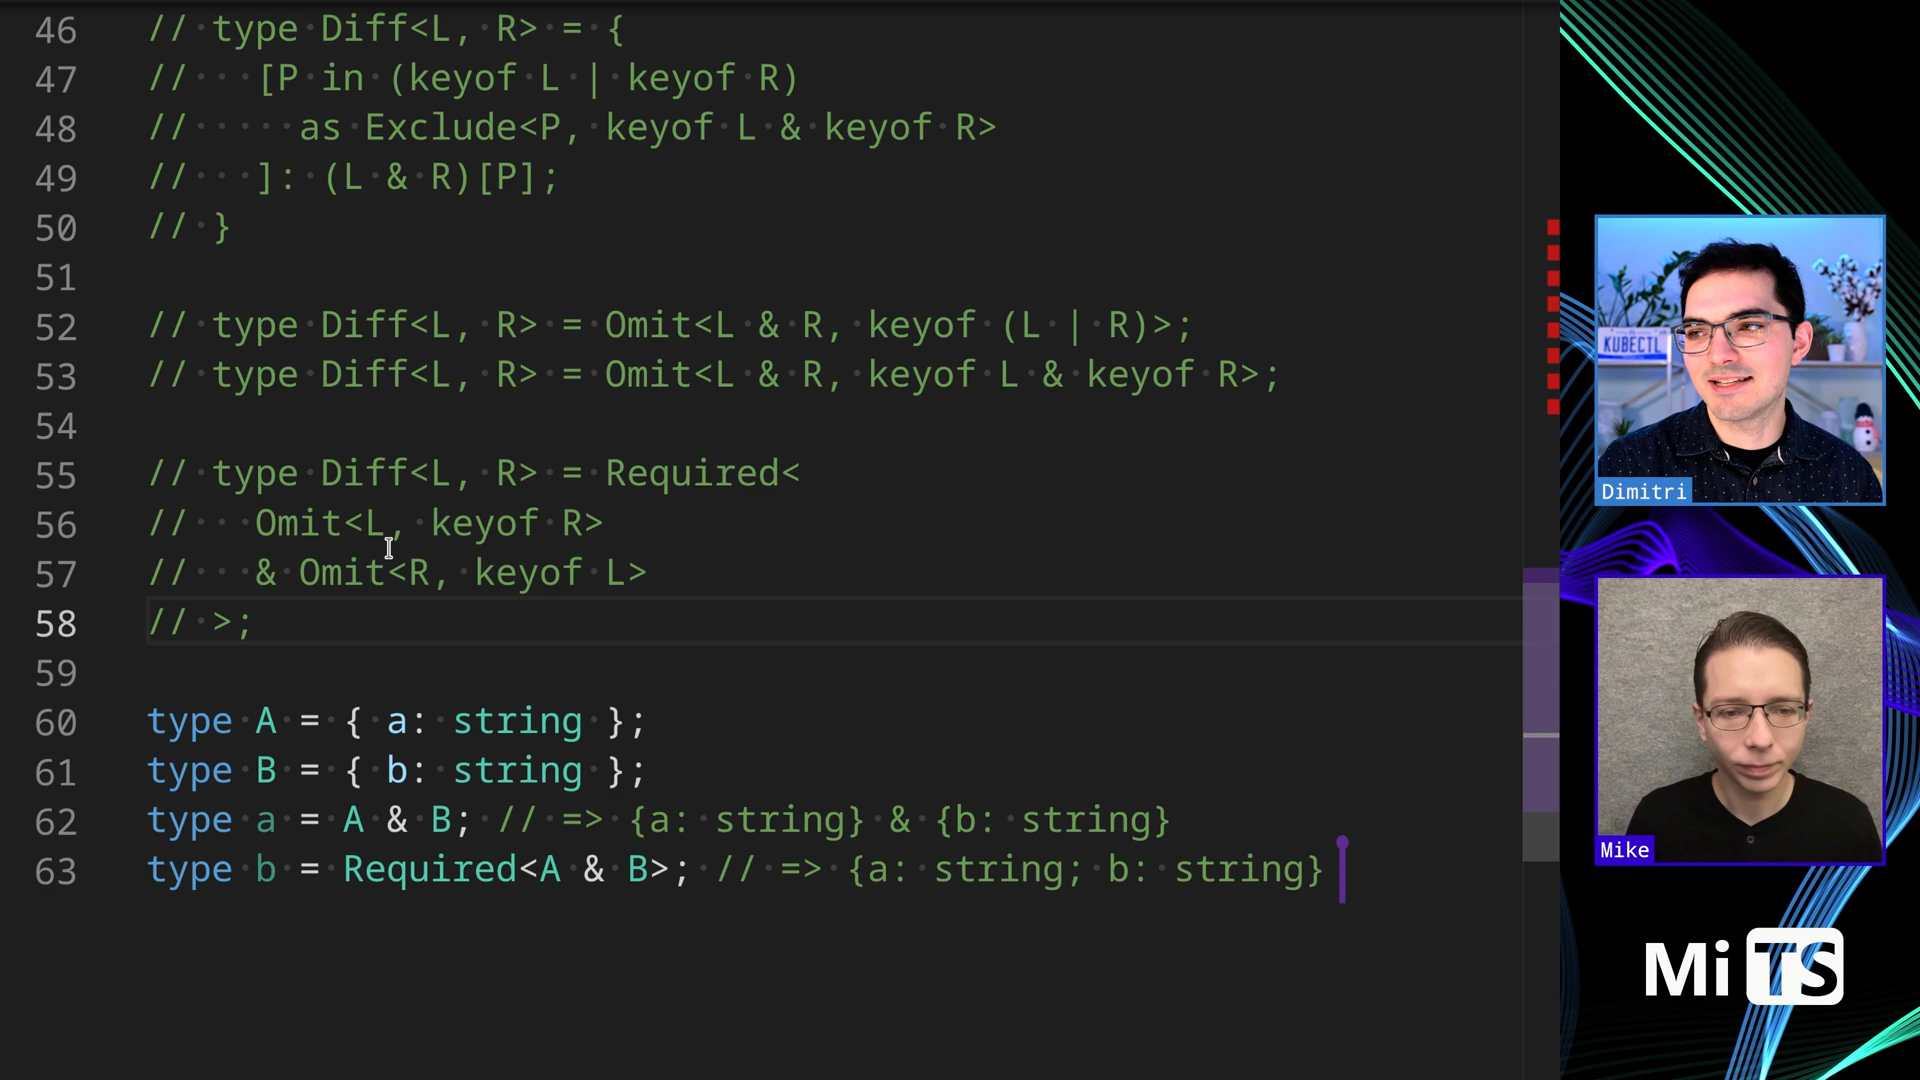 46 // type Diff<L, R> = {
47 //   [P in (keyof L | keyof R)
48 //     as Exclude<P, keyof L & keyof R>
49 //   ]: (L & R)[P];
50 // }
51
52 // type Diff<L, R> = Omit<L & R, keyof (L | R)>;
53 // type Diff<L, R> = Omit<L & R, keyof L & keyof R>;
54
55 // type Diff<L, R> = Required<
56 //   Omit<L, keyof R>
57 //   & Omit<R, keyof L>
58 // >;
59
60 type A = { a: string };
61 type B = { b: string };
62 type a = A & B; // => {a: string} & {b: string}
63 type b = Required<A & B>; // => {a: string; b: string}
KUBECTL
Dimitri
Mike
MiTS